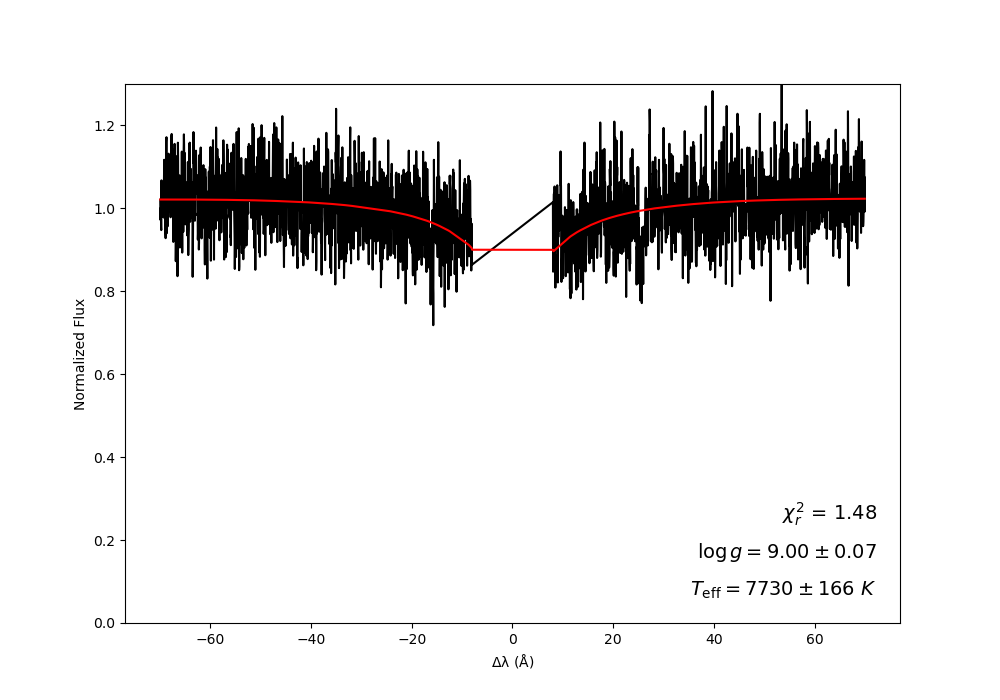 1.2
1.0
0.8
0.6
0.4
0.2
0.0
Normalized Flux
χ²ᵣ = 1.48
log g = 9.00 ± 0.07
T_eff = 7730 ± 166 K
−60 −40 −20 0 20 40 60
Δλ (Å)